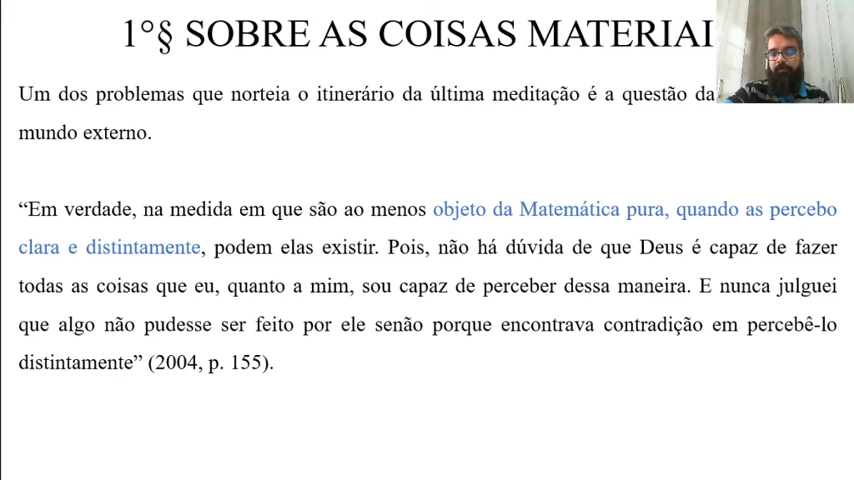 1°§ SOBRE AS COISAS MATERIAI
Um dos problemas que norteia o itinerário da última meditação é a questão da
mundo externo.
“Em verdade, na medida em que são ao menos objeto da Matemática pura, quando as percebo
clara e distintamente, podem elas existir. Pois, não há dúvida de que Deus é capaz de fazer
todas as coisas que eu, quanto a mim, sou capaz de perceber dessa maneira. E nunca julguei
que algo não pudesse ser feito por ele senão porque encontrava contradição em percebê-lo
distintamente” (2004, p. 155).